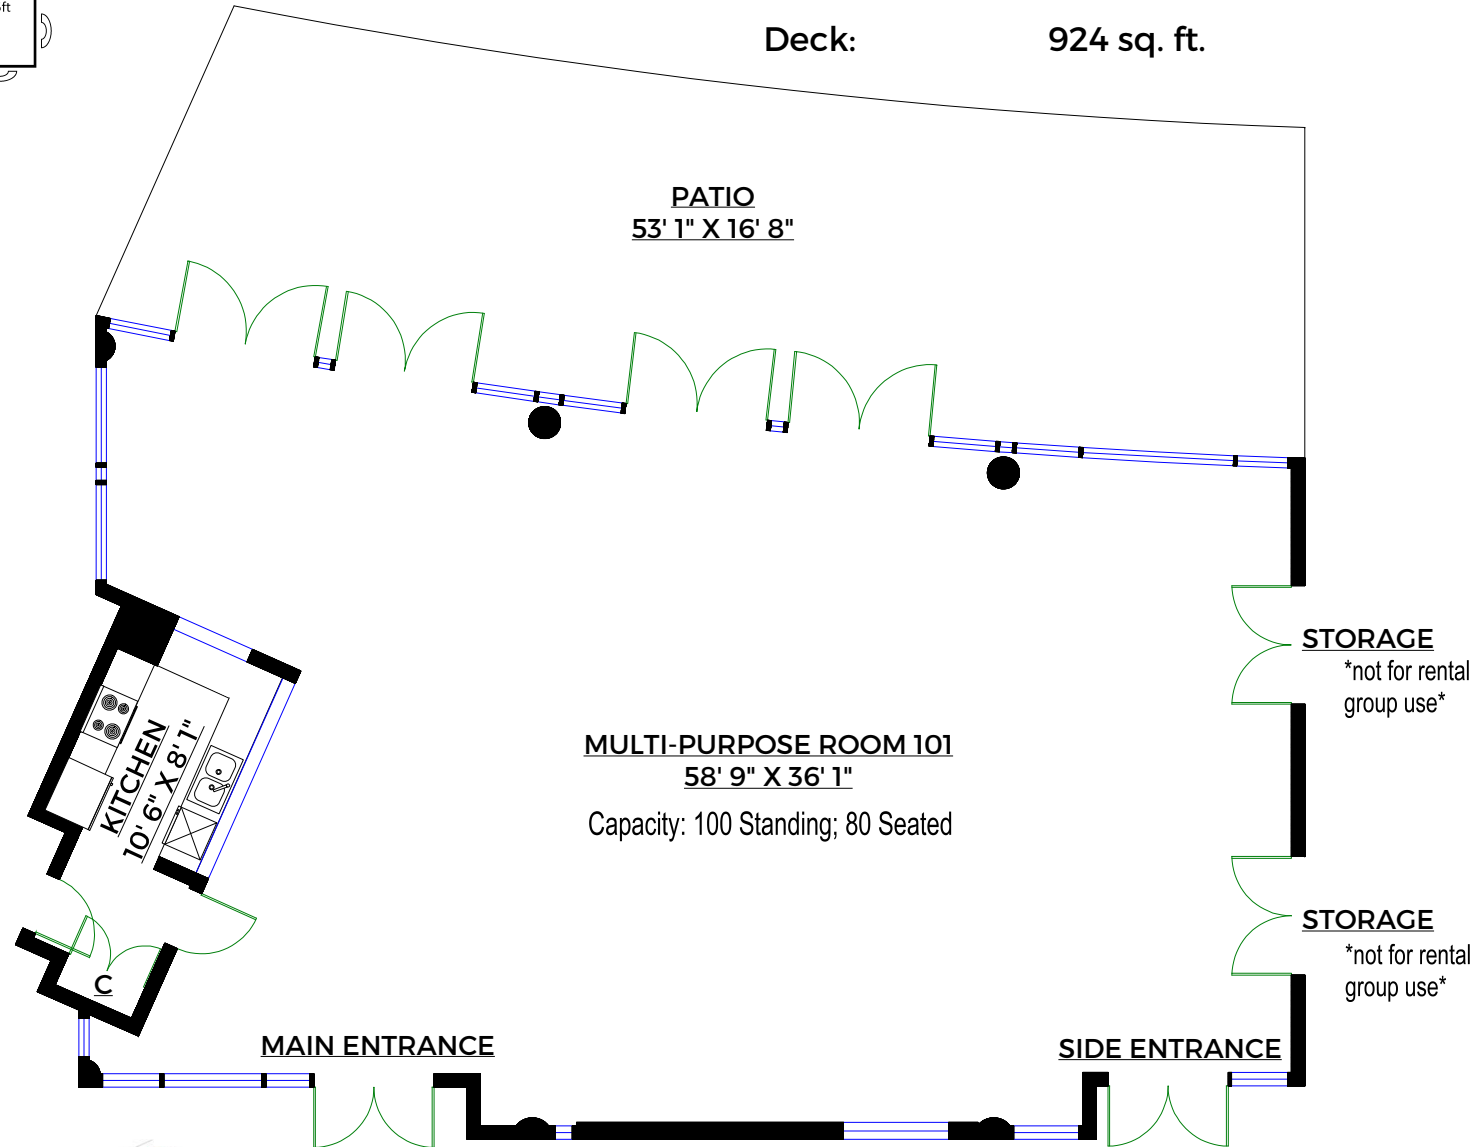 ft
Deck: 924 sq. ft.
PATIO
53' 1" X 16' 8"
STORAGE
*not for rental
group use*
KITCHEN
10' 6" X 8' 1"
MULTI-PURPOSE ROOM 101
58' 9" X 36' 1"
Capacity: 100 Standing; 80 Seated
STORAGE
*not for rental
group use*
C
MAIN ENTRANCE
SIDE ENTRANCE